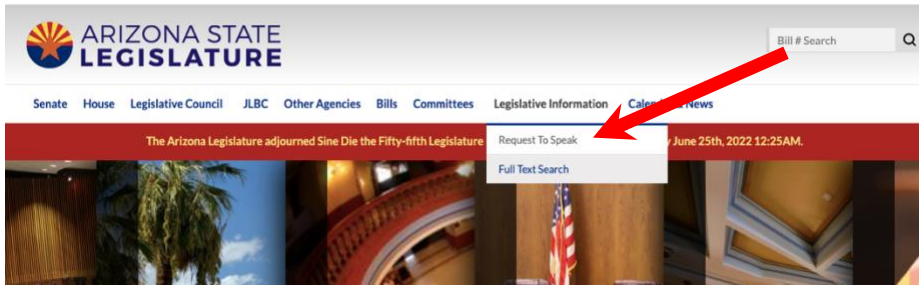 ARIZONA STATE
LEGISLATURE
Bill # Search
Senate House Legislative Council JLBC Other Agencies Bills Committees Legislative Information Calen & News
The Arizona Legislature adjourned Sine Die the Fifty-fifth Legislature June 25th, 2022 12:25AM.
Request To Speak
Full Text Search